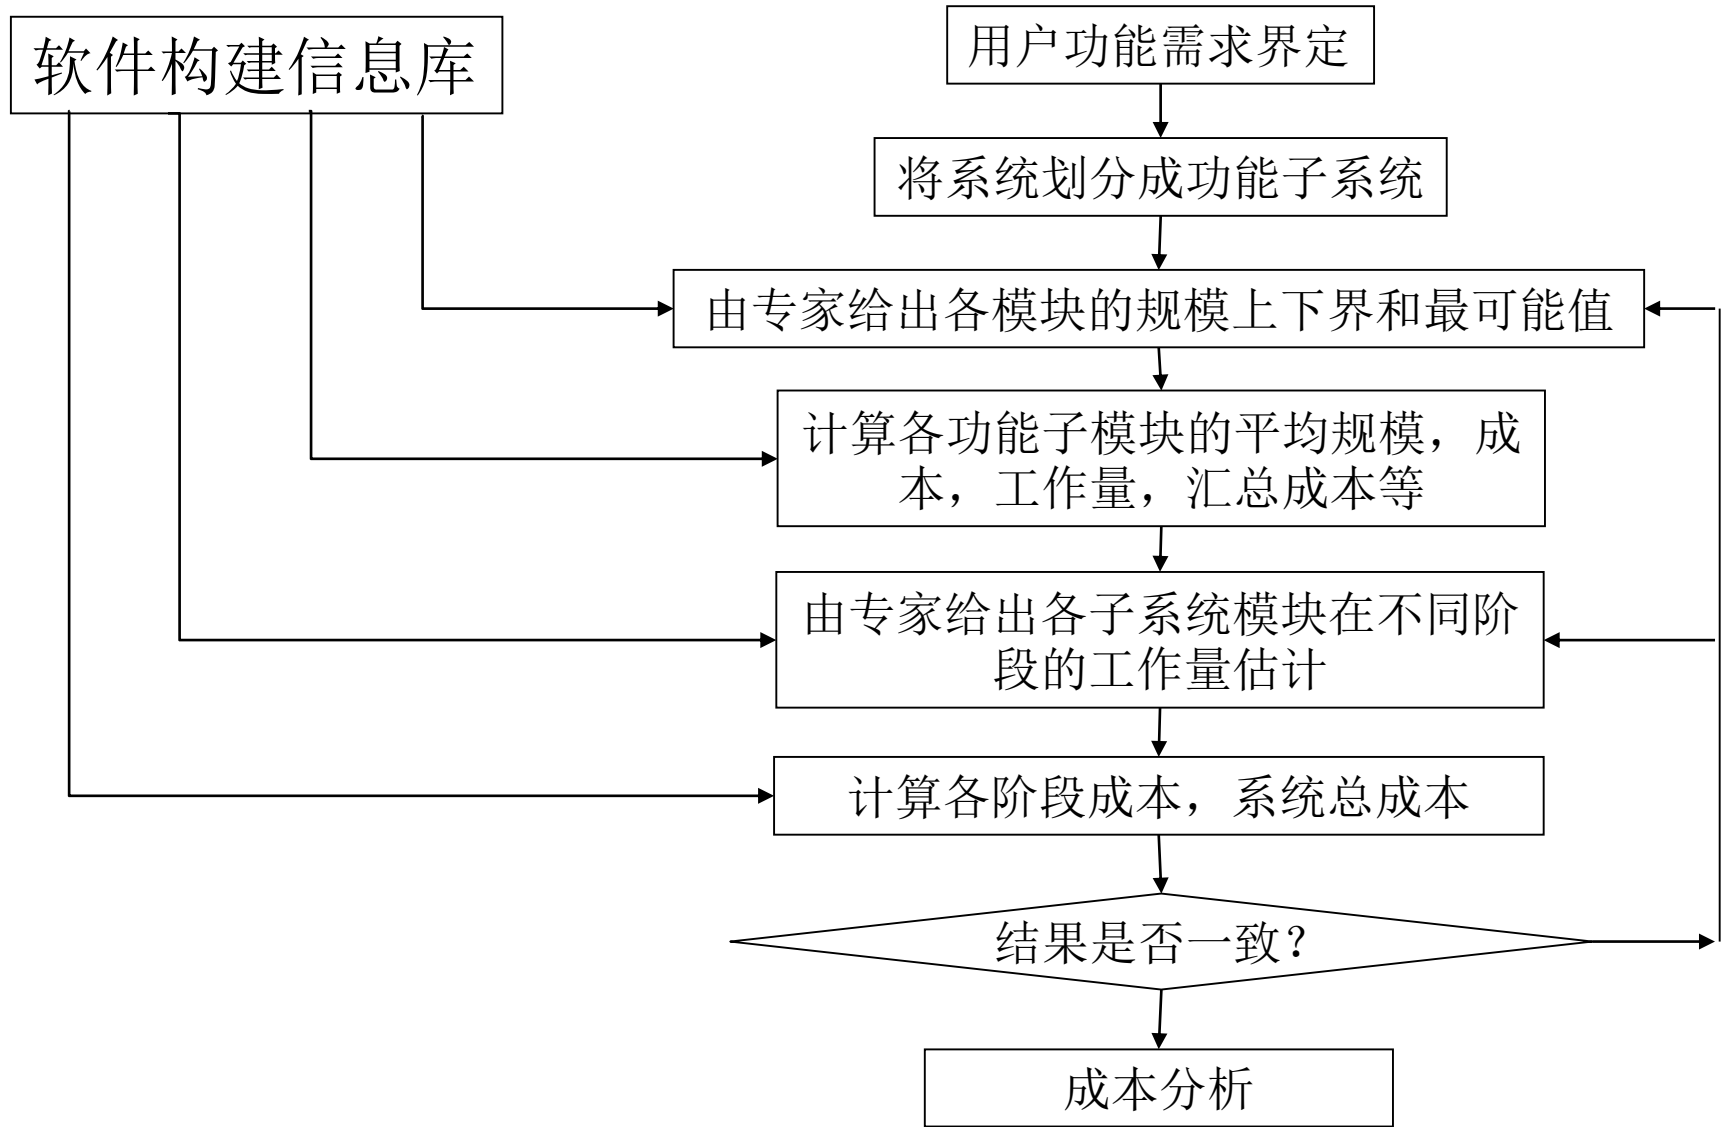 软件构建信息库
用户功能需求界定
将系统划分成功能子系统
由专家给出各模块的规模上下界和最可能值
计算各功能子模块的平均规模，成
本，工作量，汇总成本等
由专家给出各子系统模块在不同阶
段的工作量估计
计算各阶段成本，系统总成本
结果是否一致？
成本分析